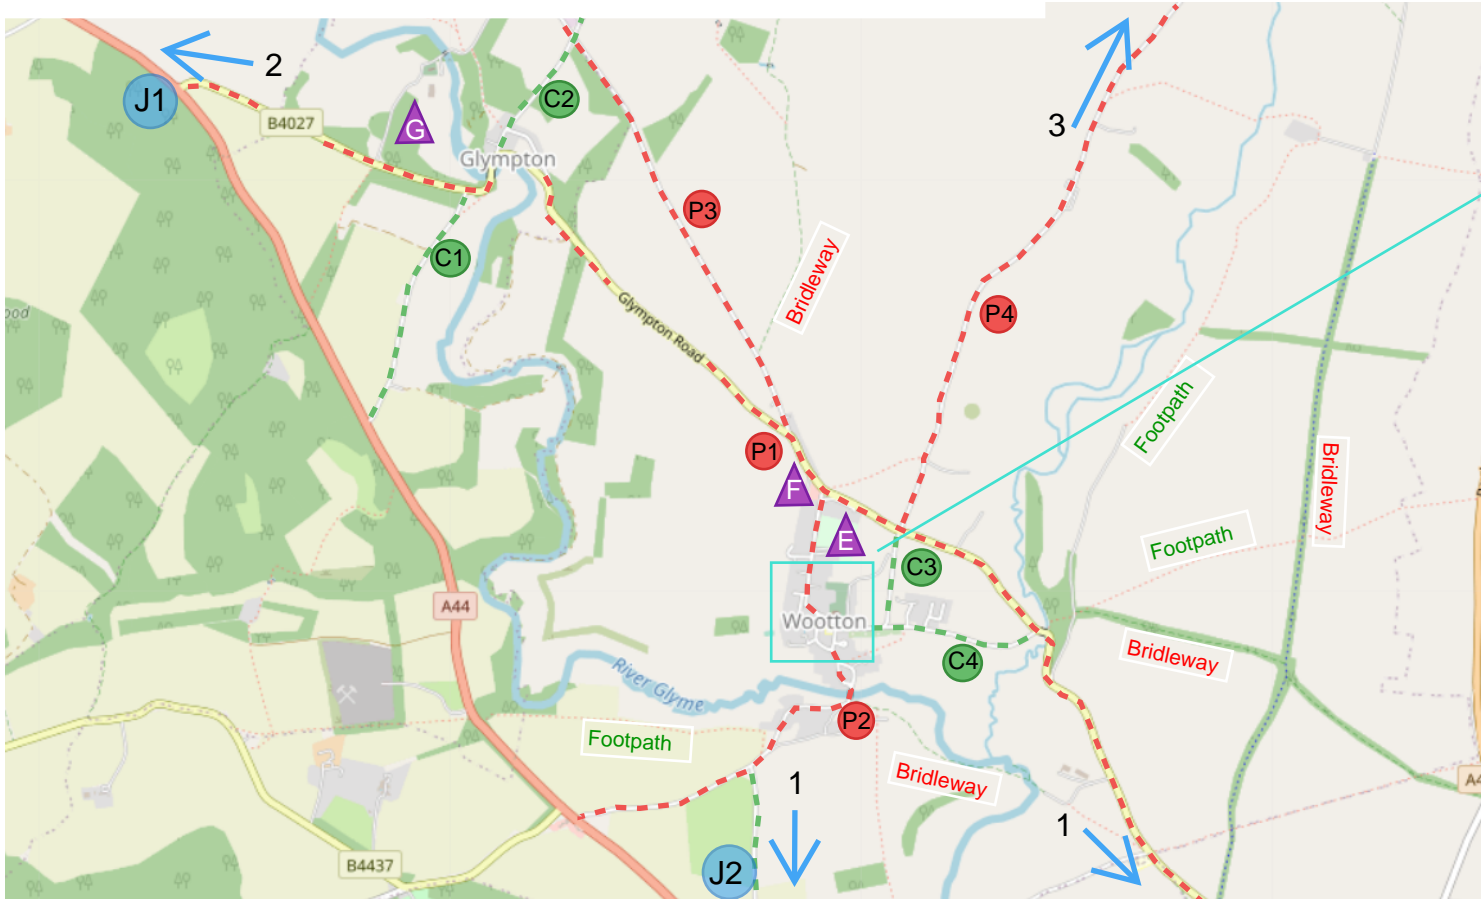 2
J1
B4027
G
C2
3
Glympton
P3
C1
Bridleway
P4
Glympton Road
Footpath
P1
F
Bridleway
E
Footpath
C3
A44
Wootton
C4
Bridleway
River Glyme
P2
Footpath
Bridleway
1
1
B4437
J2